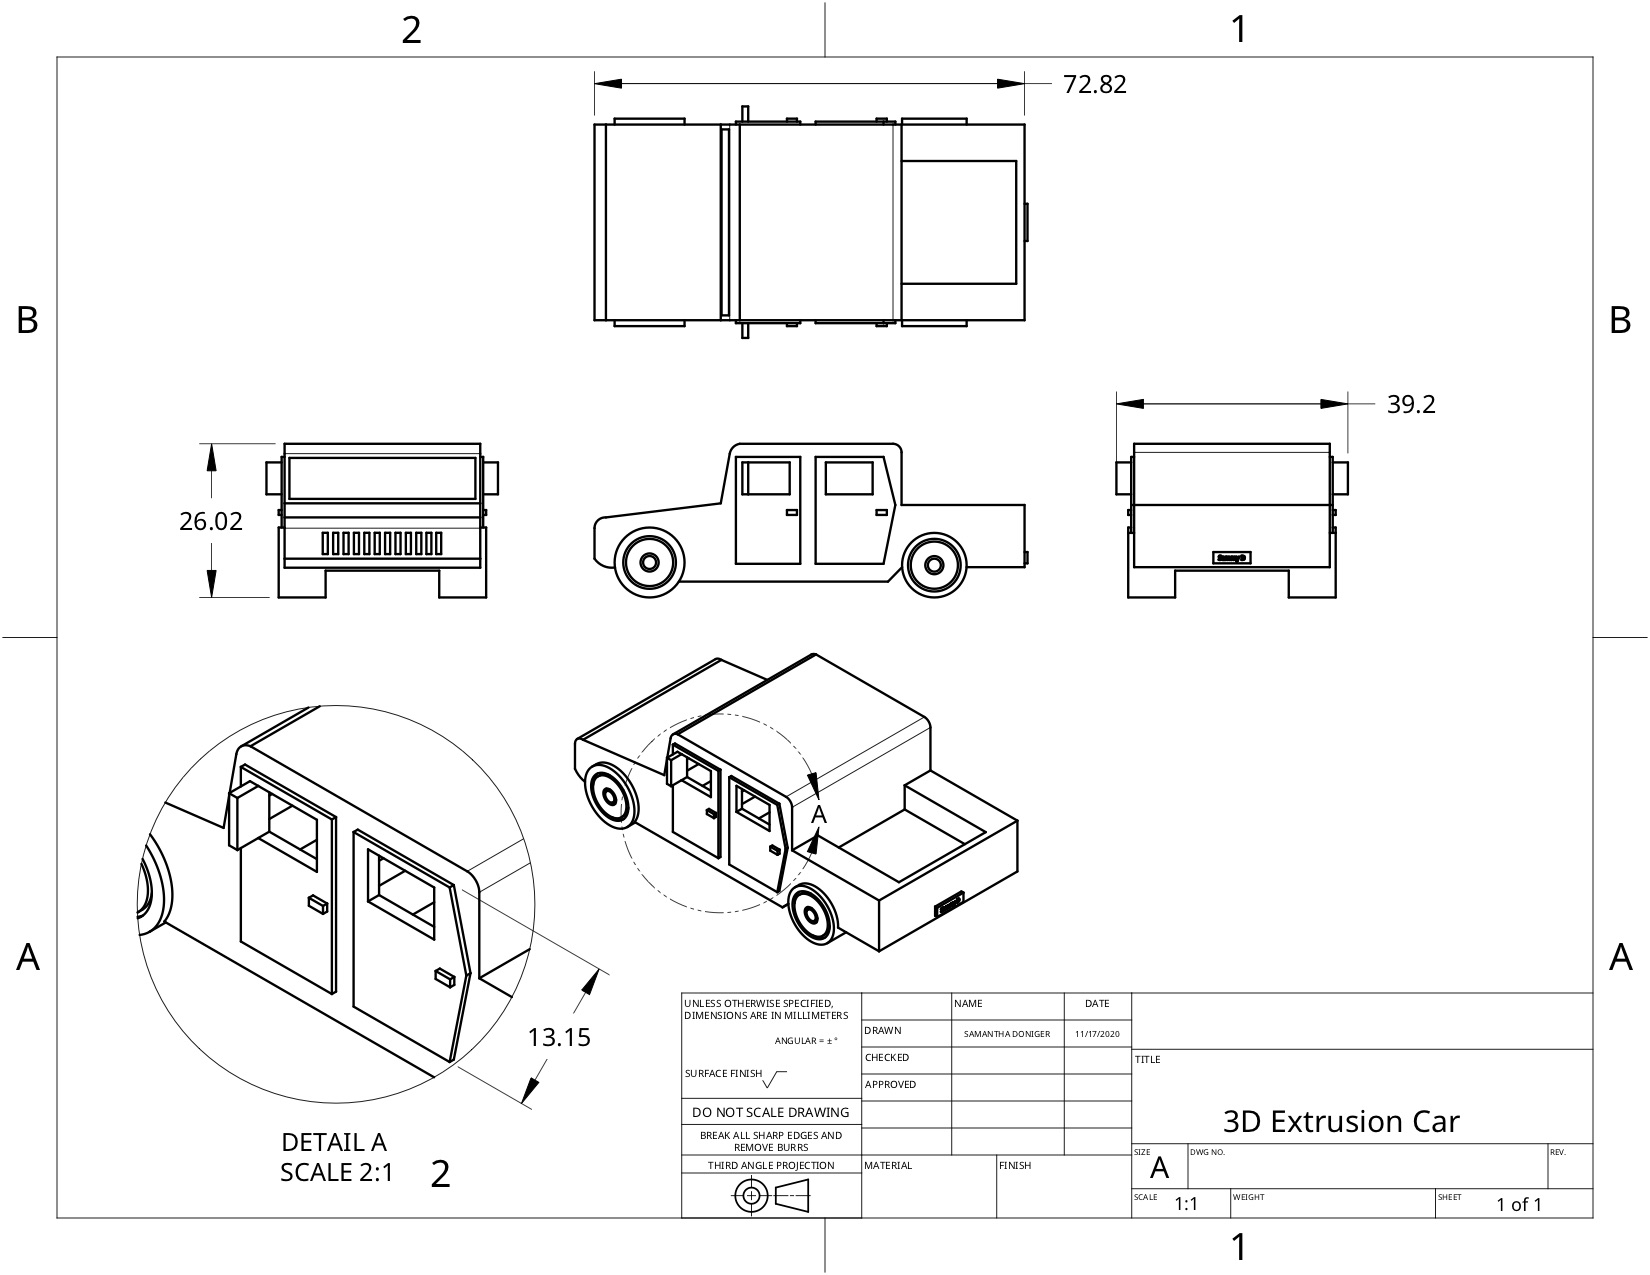 2
1
72.82
B
B
39.2
26.02
A
A
A
13.15
DETAIL A
SCALE 2:1
2
1
UNLESS OTHERWISE SPECIFIED,
DIMENSIONS ARE IN MILLIMETERS
ANGULAR = ± °
SURFACE FINISH
DO NOT SCALE DRAWING
BREAK ALL SHARP EDGES AND
REMOVE BURRS
THIRD ANGLE PROJECTION
NAME
DATE
DRAWN
SAMANTHA DONIGER
11/17/2020
CHECKED
APPROVED
MATERIAL
FINISH
TITLE
3D Extrusion Car
SIZE
A
DWG NO.
REV.
SCALE
1:1
WEIGHT
SHEET
1 of 1